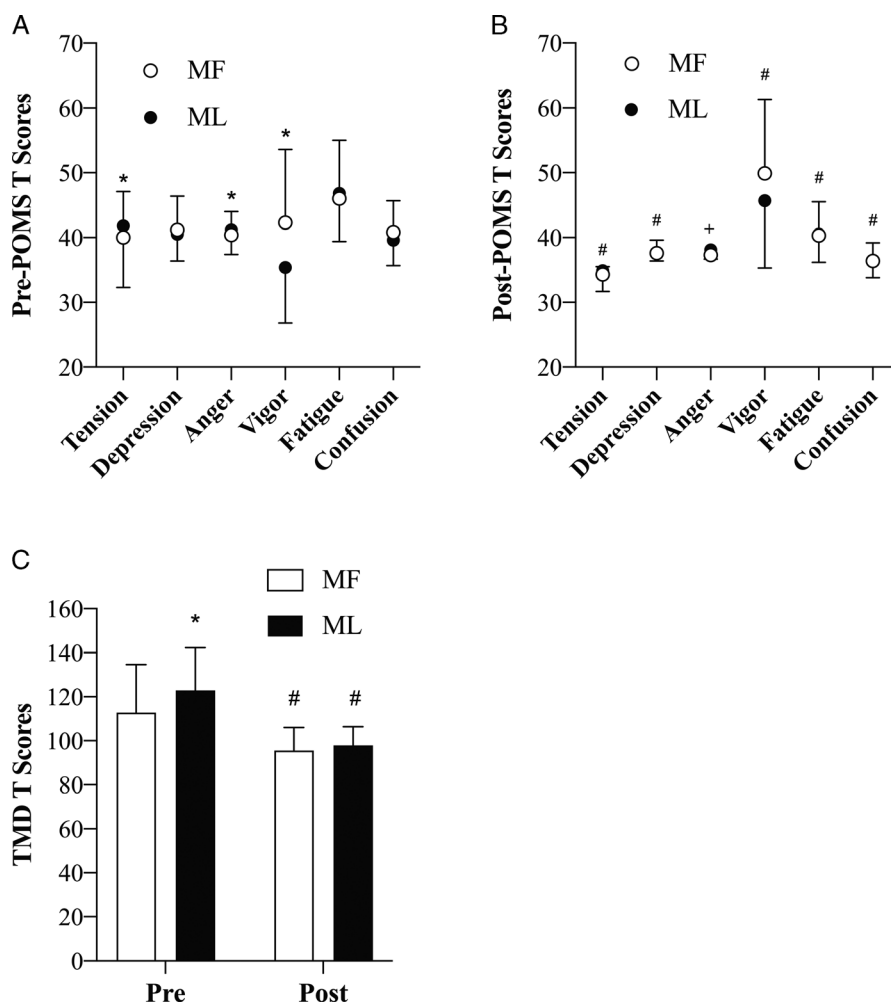 A
Pre-POMS T Scores
70
60
50
40
30
20
MF
ML
*
*
*
Tension
Depression
Anger
Vigor
Fatigue
Confusion
B
Post-POMS T Scores
70
60
50
40
30
20
MF
ML
#
#
+
#
#
#
Tension
Depression
Anger
Vigor
Fatigue
Confusion
C
TMD T Scores
160
140
120
100
80
60
40
20
0
MF
ML
*
#
#
Pre
Post